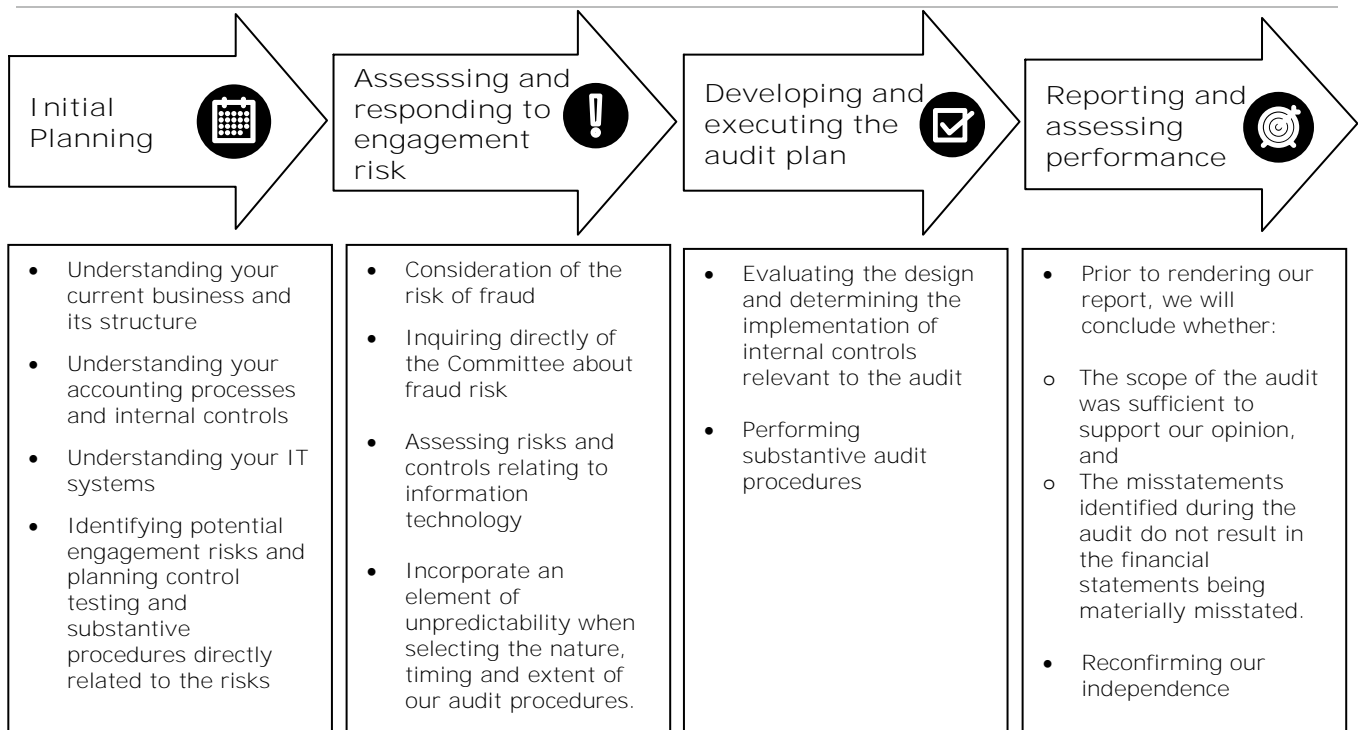 Initial
Planning
Assesssing and
responding to
engagement
risk
Developing and
executing the
audit plan
Reporting and
assessing
performance
• Understanding your
current business and
its structure
• Understanding your
accounting processes
and internal controls
• Understanding your IT
systems
• Identifying potential
engagement risks and
planning control
testing and
substantive
procedures directly
related to the risks
• Consideration of the
risk of fraud
• Inquiring directly of
the Committee about
fraud risk
• Assessing risks and
controls relating to
information
technology
• Incorporate an
element of
unpredictability when
selecting the nature,
timing and extent of
our audit procedures.
• Evaluating the design
and determining the
implementation of
internal controls
relevant to the audit
• Performing
substantive audit
procedures
• Prior to rendering our
report, we will
conclude whether:
o The scope of the audit
was sufficient to
support our opinion,
and
o The misstatements
identified during the
audit do not result in
the financial
statements being
materially misstated.
• Reconfirming our
independence